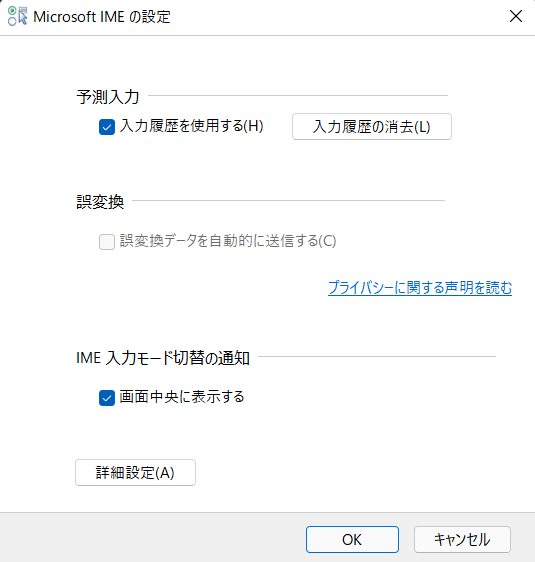 Microsoft IME の設定
予測入力
入力履歴を使用する(H)
入力履歴の消去(L)
誤変換
誤変換データを自動的に送信する(C)
プライバシーに関する声明を読む
IME 入力モード切替の通知
画面中央に表示する
詳細設定(A)
OK
キャンセル